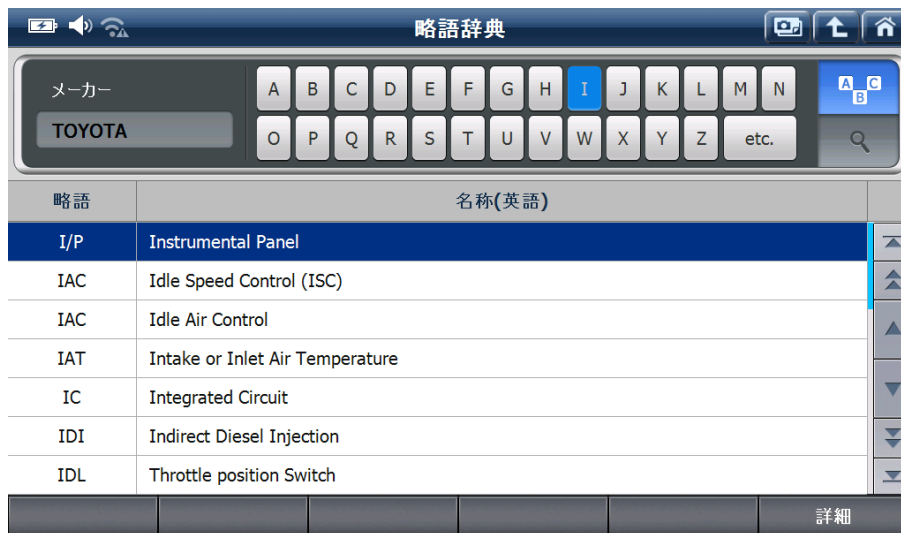 略語辞典
メーカー
TOYOTA
A B C D E F G H I J K L M N
O P Q R S T U V W X Y Z etc.
A B C
略語 名称(英語)
I/P Instrumental Panel
IAC Idle Speed Control (ISC)
IAC Idle Air Control
IAT Intake or Inlet Air Temperature
IC Integrated Circuit
IDI Indirect Diesel Injection
IDL Throttle position Switch
詳細